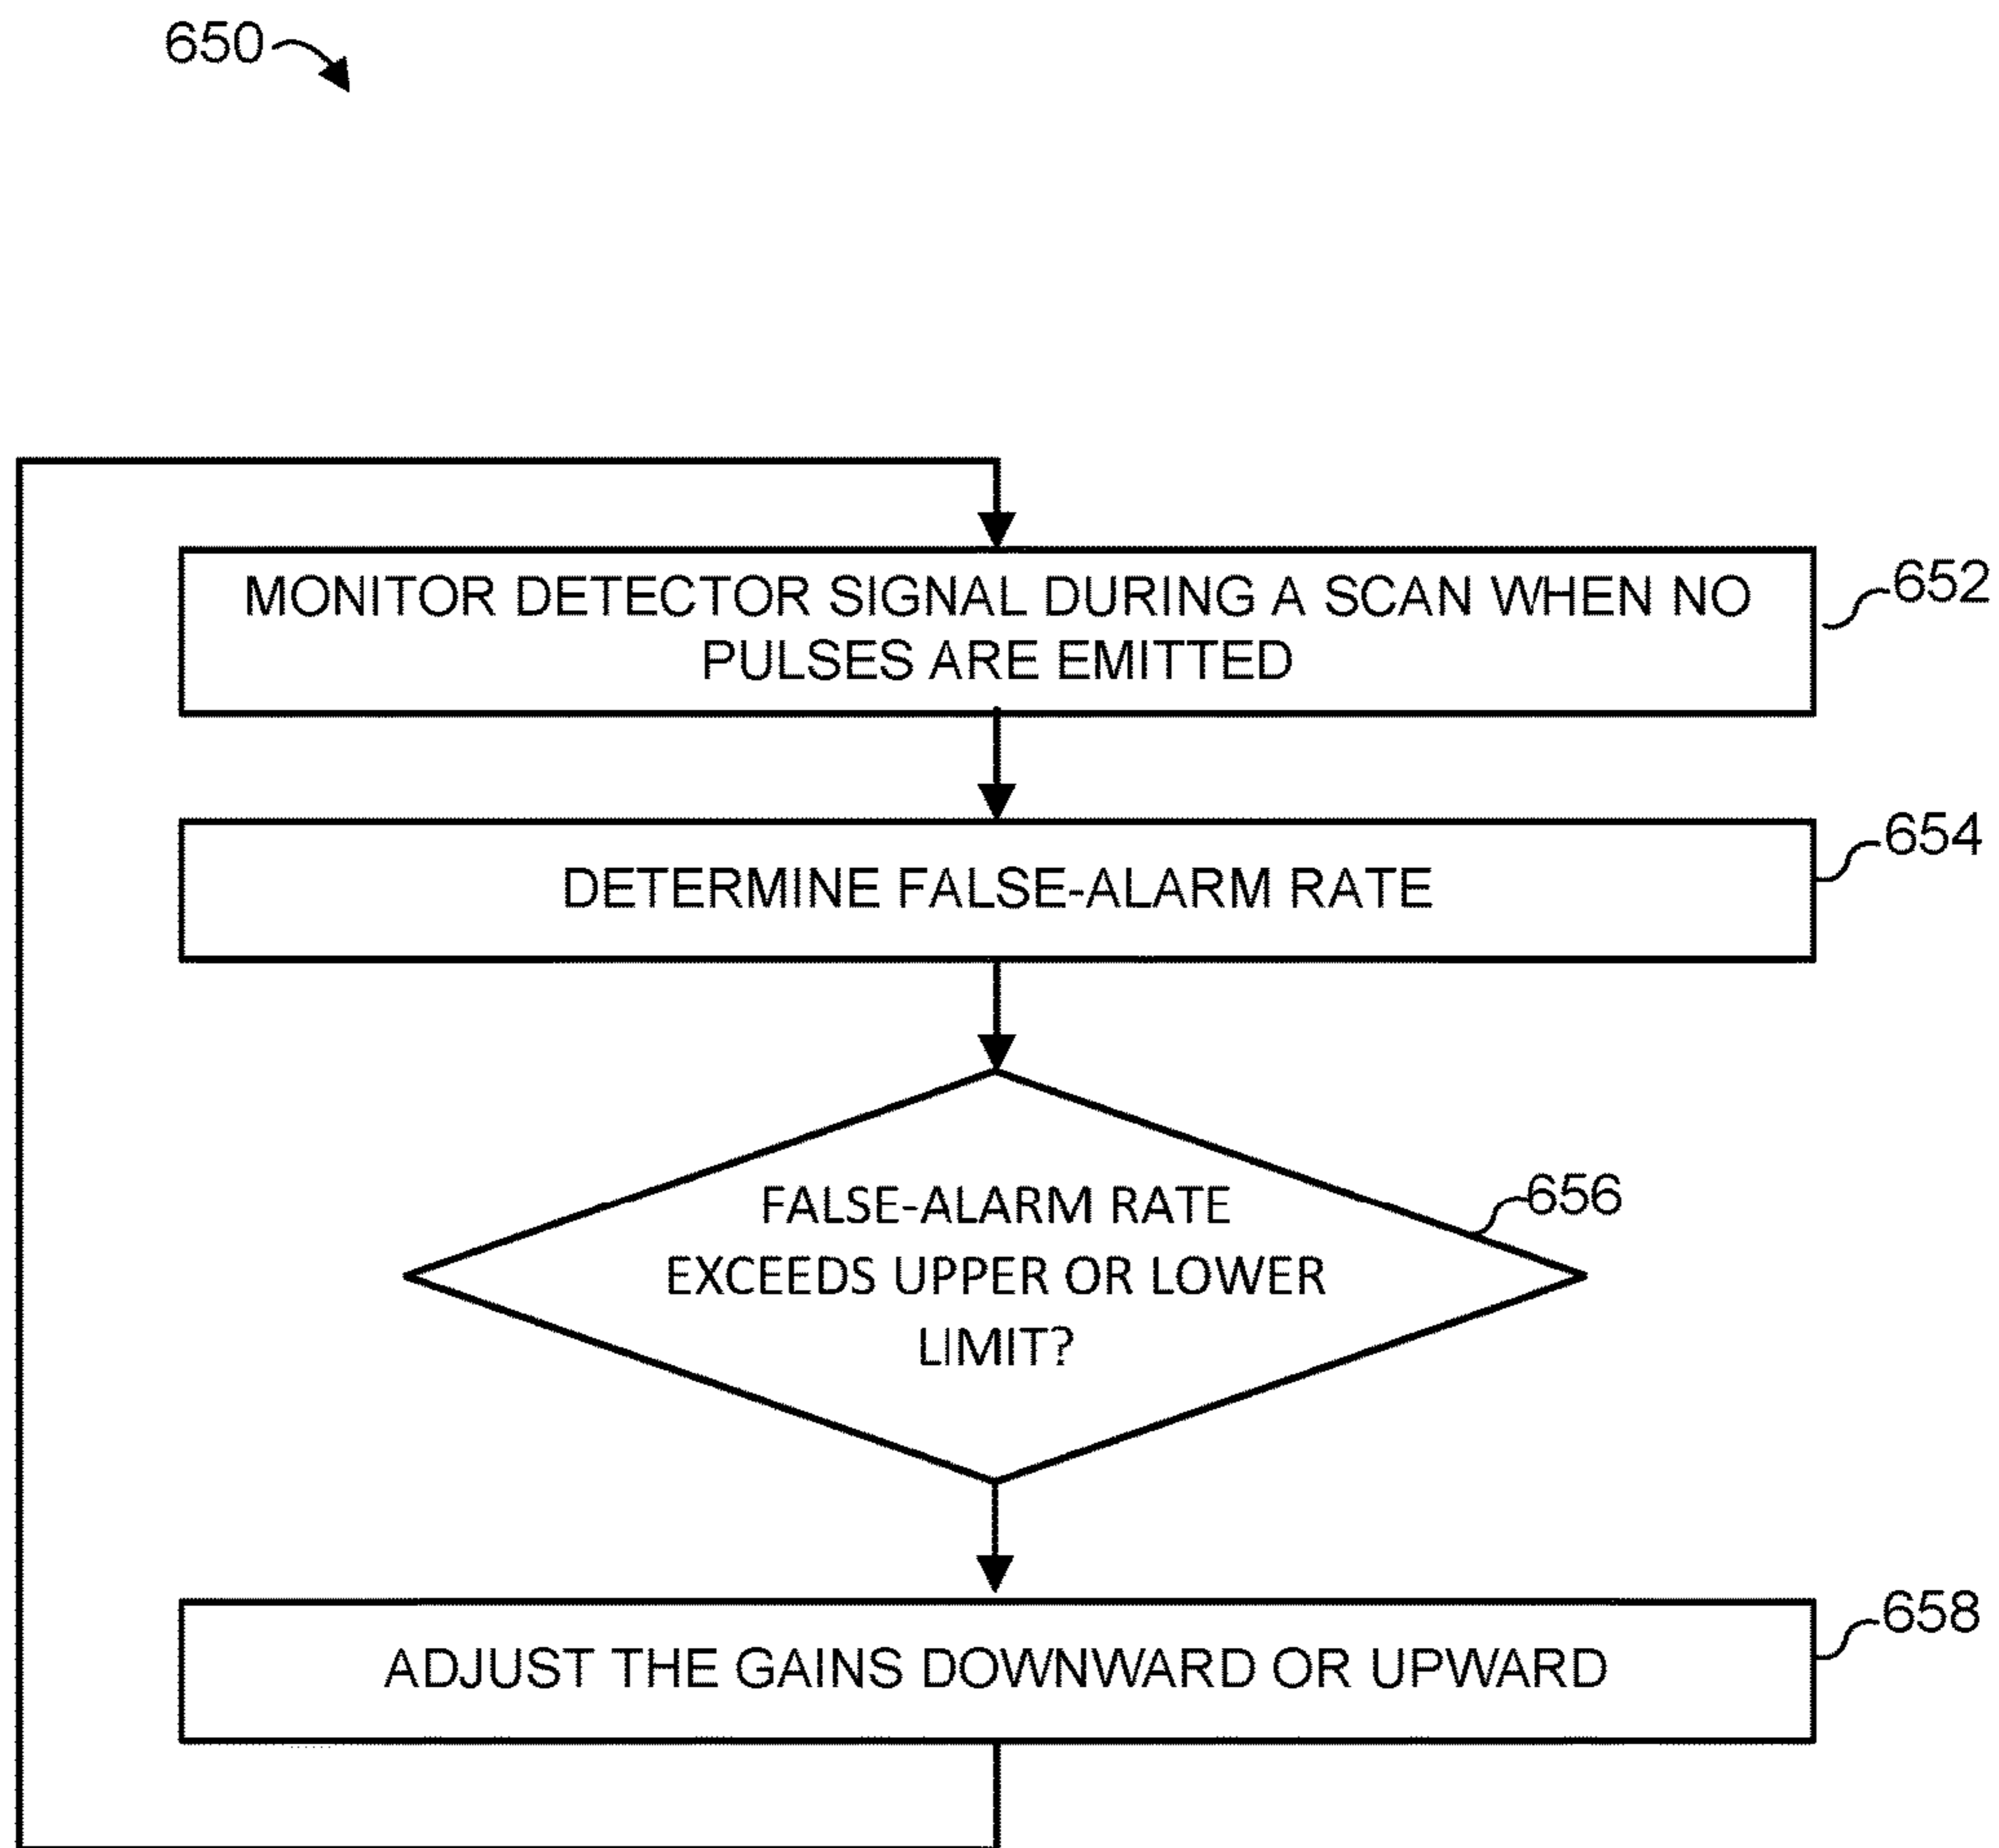 650
MONITOR DETECTOR SIGNAL DURING A SCAN WHEN NO
PULSES ARE EMITTED
652
DETERMINE FALSE-ALARM RATE
654
FALSE-ALARM RATE
EXCEEDS UPPER OR LOWER
LIMIT?
656
ADJUST THE GAINS DOWNWARD OR UPWARD
658